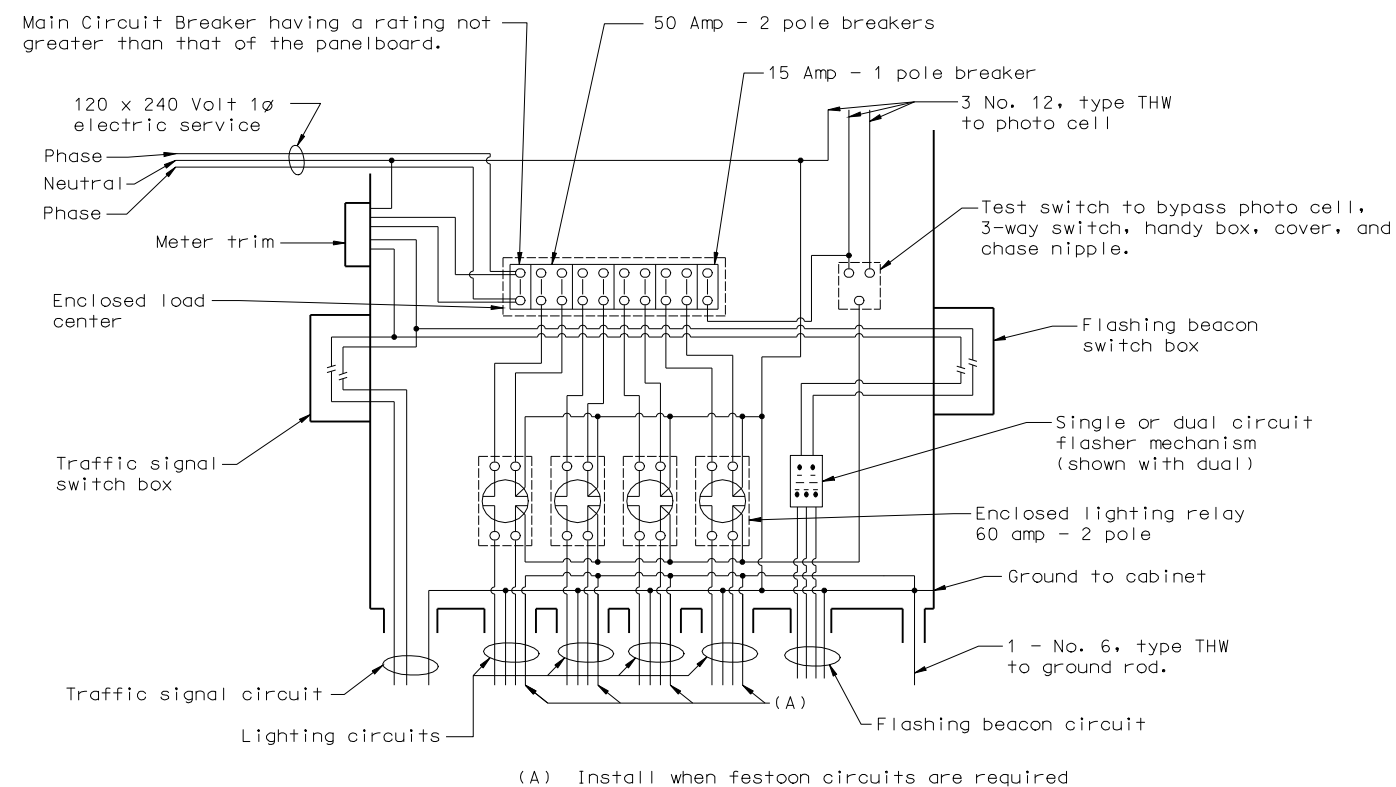 Main Circuit Breaker having a rating not
greater than that of the panelboard.
50 Amp - 2 pole breakers
15 Amp - 1 pole breaker
120 x 240 Volt 1ø
electric service
3 No. 12, type THW
to photo cell
Phase
Neutral
Phase
Test switch to bypass photo cell,
3-way switch, handy box, cover, and
chase nipple.
Meter trim
Enclosed load
center
Flashing beacon
switch box
Single or dual circuit
flasher mechanism
(shown with dual)
Traffic signal
switch box
Enclosed lighting relay
60 amp - 2 pole
Ground to cabinet
1 - No. 6, type THW
to ground rod.
Traffic signal circuit
(A)
Flashing beacon circuit
Lighting circuits
(A) Install when festoon circuits are required